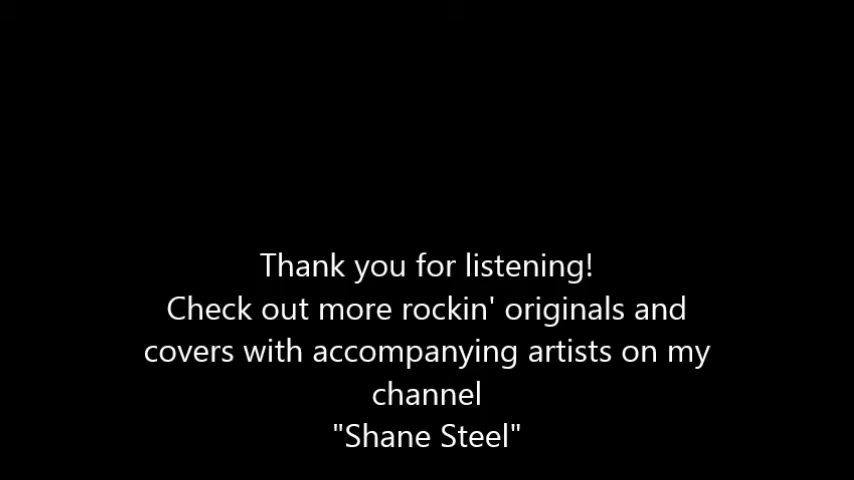 Thank you for listening!
Check out more rockin' originals and
covers with accompanying artists on my
channel
"Shane Steel"